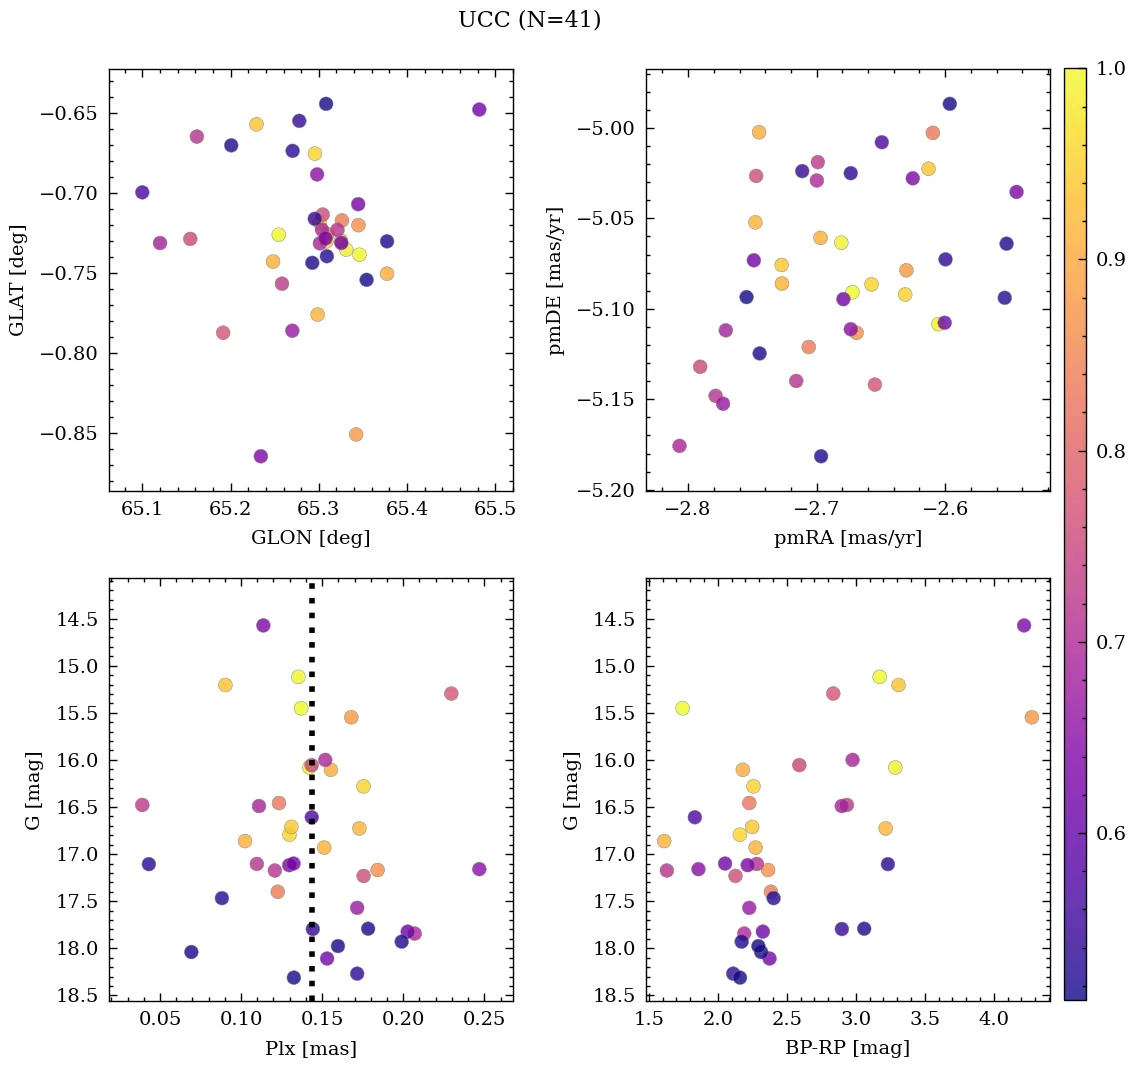 UCC (N=41)
−0.65
−0.70
−0.75
−0.80
−0.85
GLAT [deg]
65.1 65.2 65.3 65.4 65.5
GLON [deg]
−5.00
−5.05
−5.10
−5.15
−5.20
pmDE [mas/yr]
−2.8 −2.7 −2.6
pmRA [mas/yr]
1.0
0.9
0.8
0.7
0.6
14.5
15.0
15.5
16.0
16.5
17.0
17.5
18.0
18.5
G [mag]
0.05 0.10 0.15 0.20 0.25
Plx [mas]
14.5
15.0
15.5
16.0
16.5
17.0
17.5
18.0
18.5
G [mag]
1.5 2.0 2.5 3.0 3.5 4.0
BP-RP [mag]